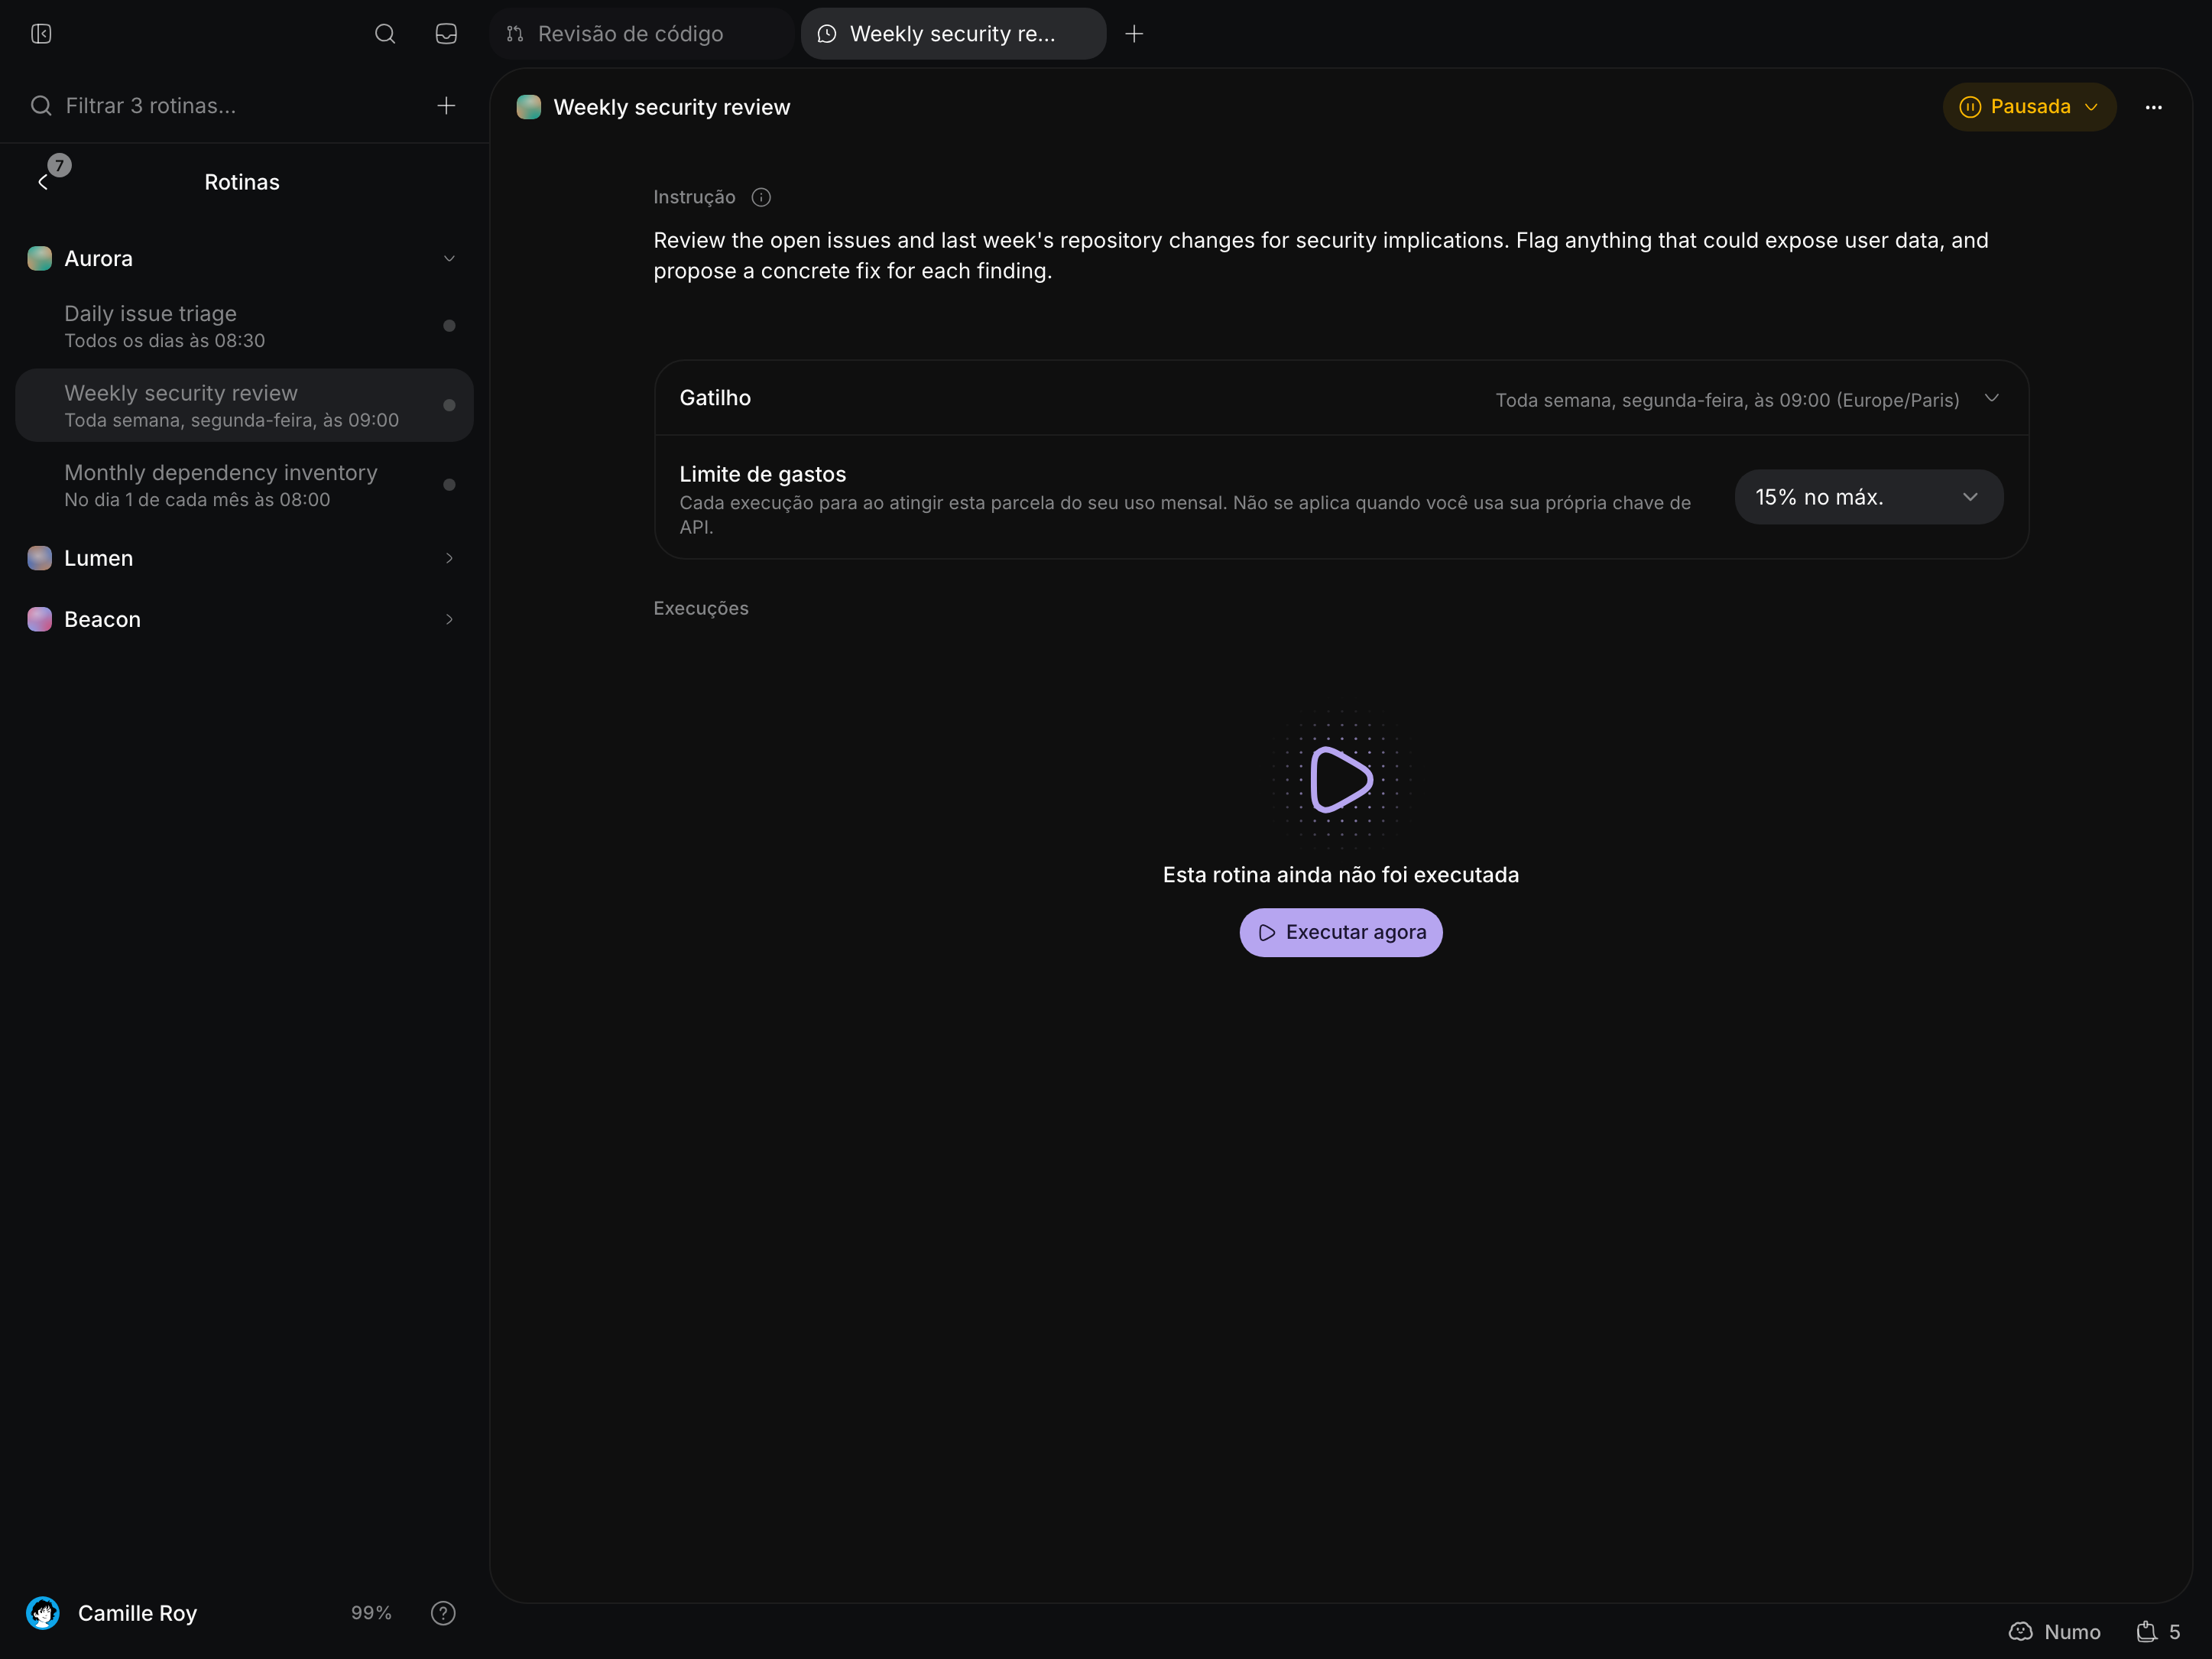 Revisão de código
Weekly security re...
Filtrar 3 rotinas...
7
Rotinas
Aurora
Daily issue triage
Todos os dias às 08:30
Weekly security review
Toda semana, segunda-feira, às 09:00
Monthly dependency inventory
No dia 1 de cada mês às 08:00
Lumen
Beacon
Camille Roy
99%
Weekly security review
Pausada
Instrução
Review the open issues and last week's repository changes for security implications. Flag anything that could expose user data, and
propose a concrete fix for each finding.
Gatilho
Toda semana, segunda-feira, às 09:00 (Europe/Paris)
Limite de gastos
Cada execução para ao atingir esta parcela do seu uso mensal. Não se aplica quando você usa sua própria chave de
API.
15% no máx.
Execuções
Esta rotina ainda não foi executada
Executar agora
Numo
5